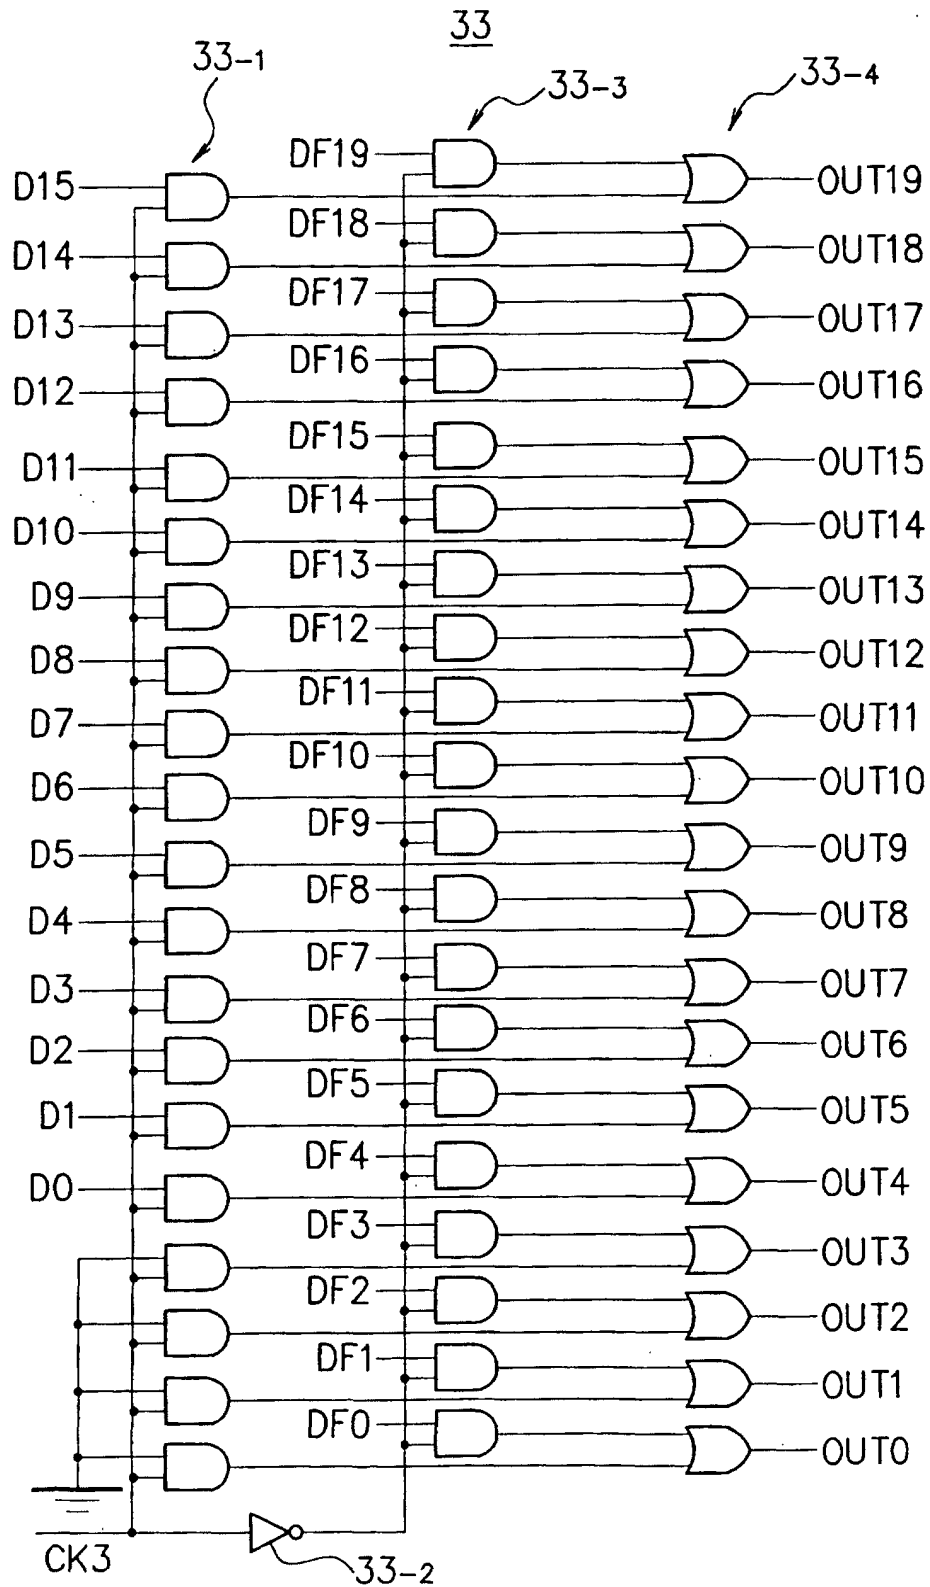 33
33-1
33-3
33-4
DF19
D15
OUT19
DF18
D14
OUT18
DF17
D13
OUT17
DF16
D12
OUT16
DF15
D11
OUT15
DF14
D10
OUT14
DF13
D9
OUT13
DF12
D8
OUT12
DF11
D7
OUT11
DF10
D6
OUT10
DF9
D5
OUT9
DF8
D4
OUT8
DF7
D3
OUT7
DF6
D2
OUT6
DF5
D1
OUT5
DF4
D0
OUT4
DF3
OUT3
DF2
OUT2
DF1
OUT1
DF0
OUT0
CK3
33-2